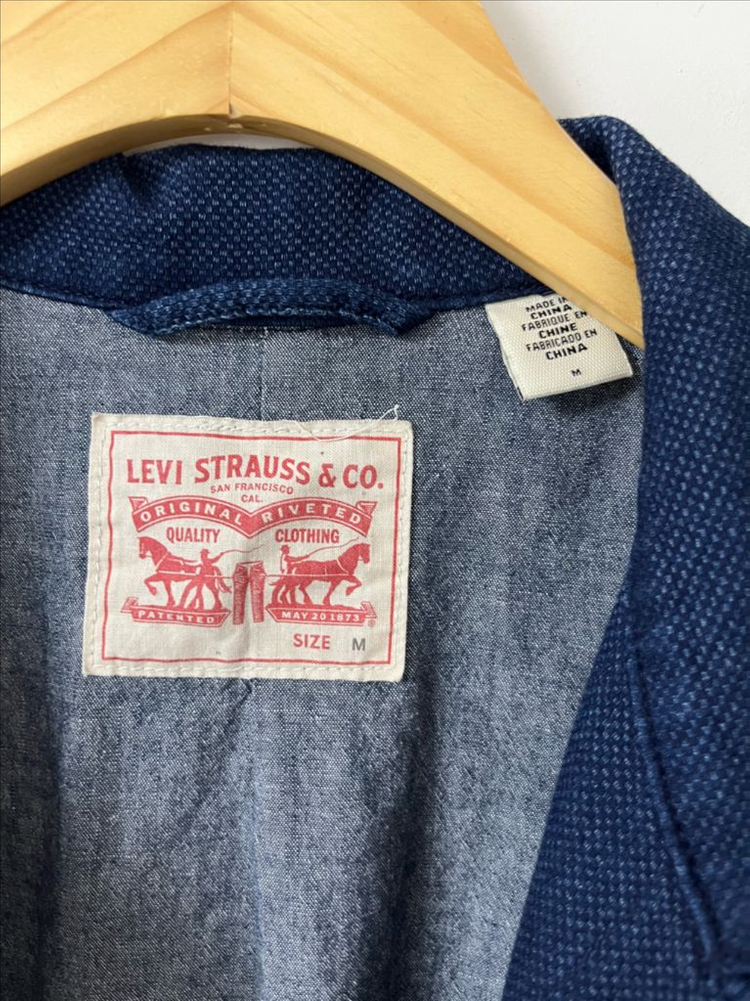 MADE IN
CHINA
FABRIQUE EN
CHINE
FABRICADO EN
CHINA
M
LEVI STRAUSS & CO.
SAN FRANCISCO
CAL.
ORIGINAL RIVETED
QUALITY CLOTHING
PATENTED MAY 20 1873 ®
SIZE M